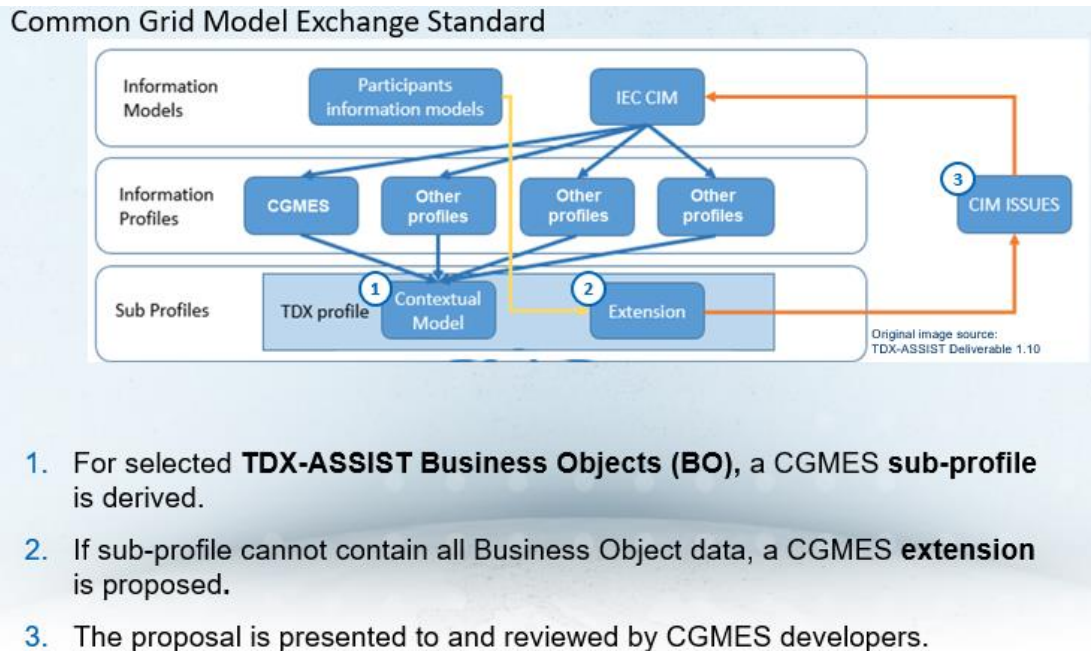 Common Grid Model Exchange Standard
Information
Models
Participants
information models
IEC CIM
Information
Profiles
CGMES
Other
profiles
Other
profiles
Other
profiles
3
CIM ISSUES
Sub Profiles
TDX profile
1
Contextual
Model
2
Extension
Original image source:
TDX-ASSIST Deliverable 1.10
1. For selected TDX-ASSIST Business Objects (BO), a CGMES sub-profile
is derived.
2. If sub-profile cannot contain all Business Object data, a CGMES extension
is proposed.
3. The proposal is presented to and reviewed by CGMES developers.